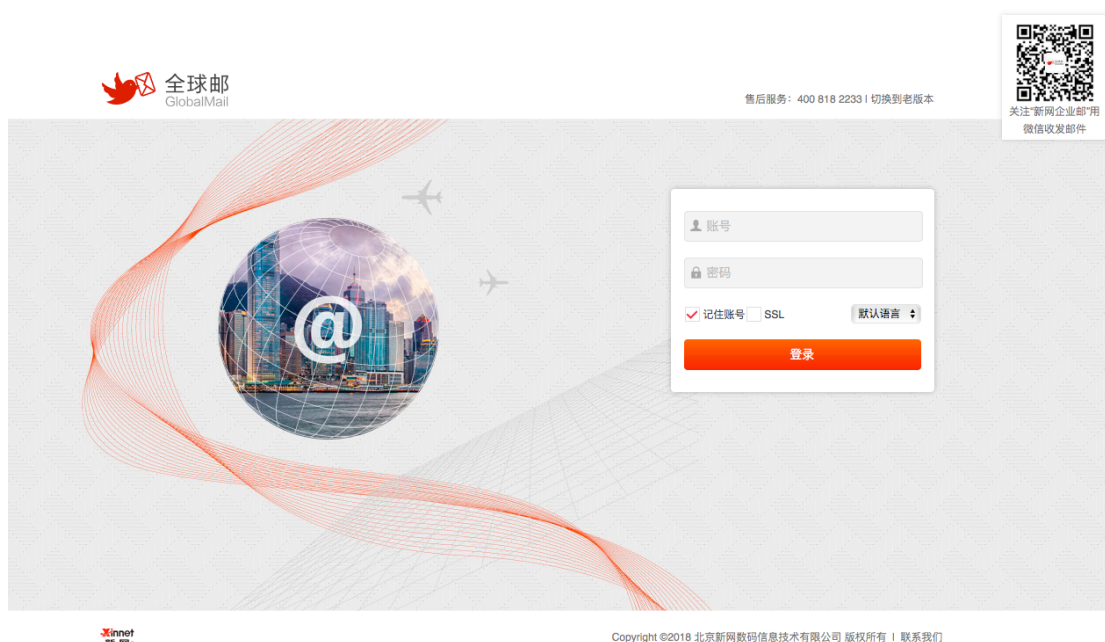 全球邮
GlobalMail
售后服务：400 818 2233 | 切换到老版本
关注“新网企业邮”用
微信收发邮件
@
账号
密码
记住账号 SSL 默认语言
登录
Xinnet
新网
Copyright ©2018 北京新网数码信息技术有限公司 版权所有 | 联系我们